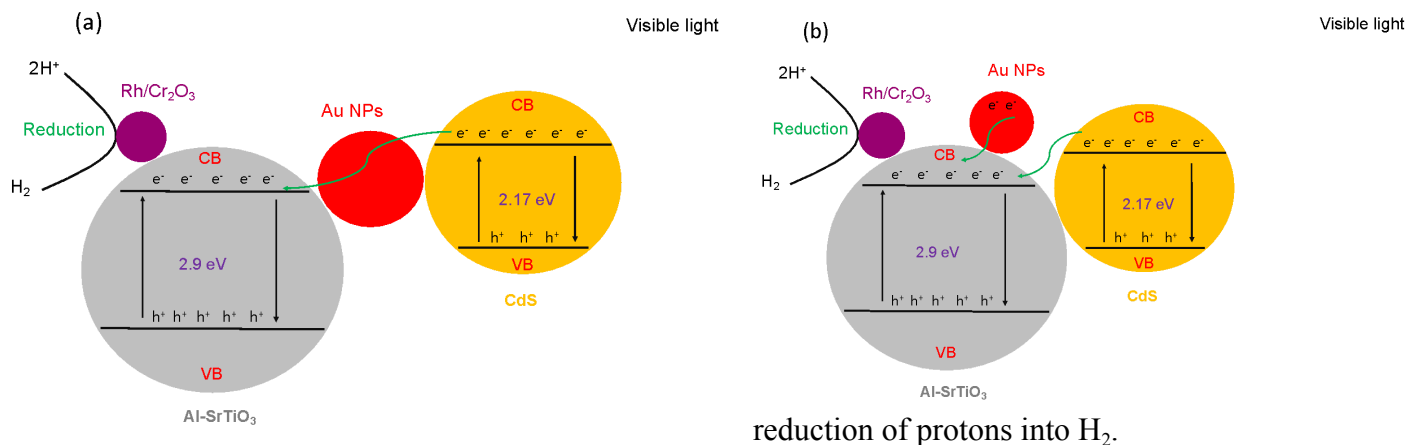 (a)
Visible light
2H⁺
Rh/Cr₂O₃
Reduction
H₂
Au NPs
CB
e⁻ e⁻ e⁻ e⁻ e⁻ e⁻
2.17 eV
h⁺ h⁺ h⁺
VB
CdS
CB
e⁻ e⁻ e⁻ e⁻ e⁻
2.9 eV
h⁺ h⁺ h⁺ h⁺ h⁺
VB
Al-SrTiO₃
(b)
Visible light
2H⁺
Rh/Cr₂O₃
Reduction
H₂
Au NPs
e⁻ e⁻
CB
e⁻ e⁻ e⁻ e⁻ e⁻ e⁻
2.17 eV
h⁺ h⁺ h⁺
VB
CdS
CB
e⁻ e⁻ e⁻ e⁻ e⁻
2.9 eV
h⁺ h⁺ h⁺ h⁺ h⁺
VB
Al-SrTiO₃
reduction of protons into H₂.